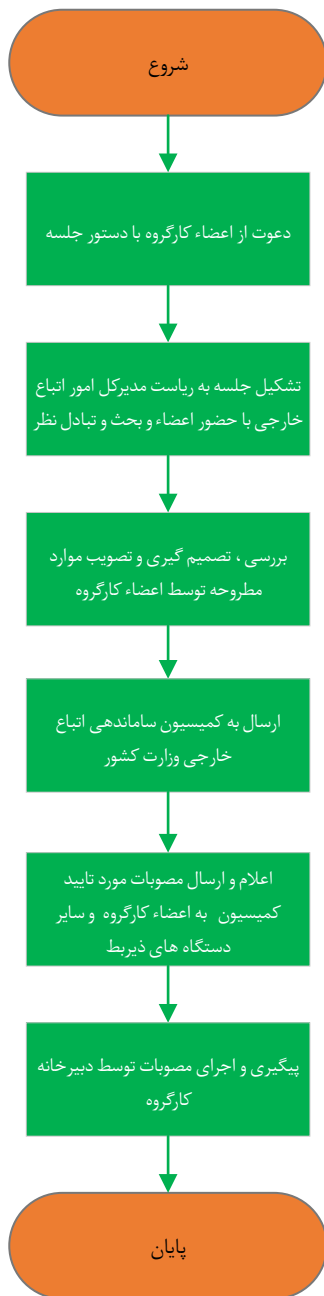 شروع
دعوت از اعضاء کارگروه با دستور جلسه
تشکیل جلسه به ریاست مدیرکل امور اتباع
خارجی با حضور اعضاء و بحث و تبادل نظر
بررسی ، تصمیم گیری و تصویب موارد
مطروحه توسط اعضاء کارگروه
ارسال به کمیسیون ساماندهی اتباع
خارجی وزارت کشور
اعلام و ارسال مصوبات مورد تایید
کمیسیون به اعضاء کارگروه و سایر
دستگاه های ذیربط
پیگیری و اجرای مصوبات توسط دبیرخانه
کارگروه
پایان